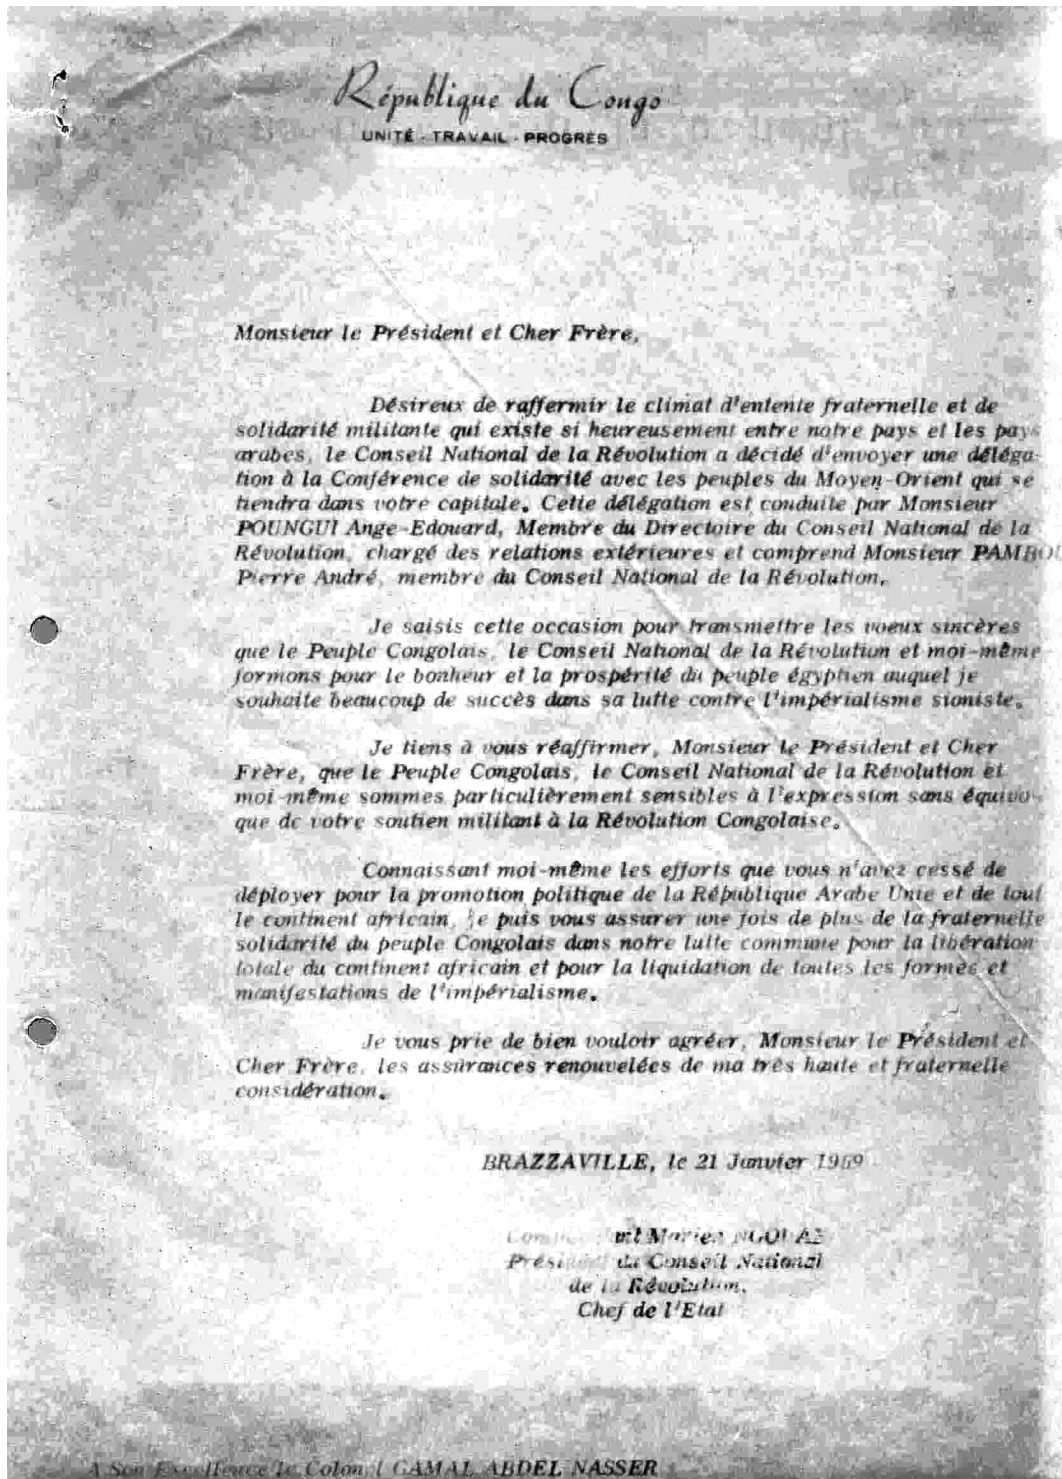 République du Congo
UNITÉ - TRAVAIL - PROGRES
Monsieur le Président et Cher Frère,
Désireux de raffermir le climat d'entente fraternelle et de
solidarité militante qui existe si heureusement entre notre pays et les pays
arabes, le Conseil National de la Révolution a décidé d'envoyer une déléga-
tion à la Conférence de solidarité avec les peuples du Moyen-Orient qui se
tiendra dans votre capitale. Cette délégation est conduite par Monsieur
POUNGUI Ange-Edouard, Membre du Directoire du Conseil National de la
Révolution, chargé des relations extérieures et comprend Monsieur PAMBOU
Pierre André, membre du Conseil National de la Révolution.
Je saisis cette occasion pour transmettre les voeux sincères
que le Peuple Congolais, le Conseil National de la Révolution et moi-même
formons pour le bonheur et la prospérité du peuple égyptien auquel je
souhaite beaucoup de succès dans sa lutte contre l'impérialisme sioniste.
Je tiens à vous réaffirmer, Monsieur le Président et Cher
Frère, que le Peuple Congolais, le Conseil National de la Révolution et
moi-même sommes particulièrement sensibles à l'expression sans équivo-
que de votre soutien militant à la Révolution Congolaise.
Connaissant moi-même les efforts que vous n'avez cessé de
déployer pour la promotion politique de la République Arabe Unie et de tout
le continent africain, je puis vous assurer une fois de plus de la fraternelle
solidarité du peuple Congolais dans notre lutte commune pour la libération
totale du continent africain et pour la liquidation de toutes les formes et
manifestations de l'impérialisme.
Je vous prie de bien vouloir agréer, Monsieur le Président et
Cher Frère, les assurances renouvelées de ma très haute et fraternelle
considération.
BRAZZAVILLE, le 21 Janvier 1969
Marien NGOUABI
Président du Conseil National
de la Révolution,
Chef de l'Etat
A Son Excellence le Colonel GAMAL ABDEL NASSER